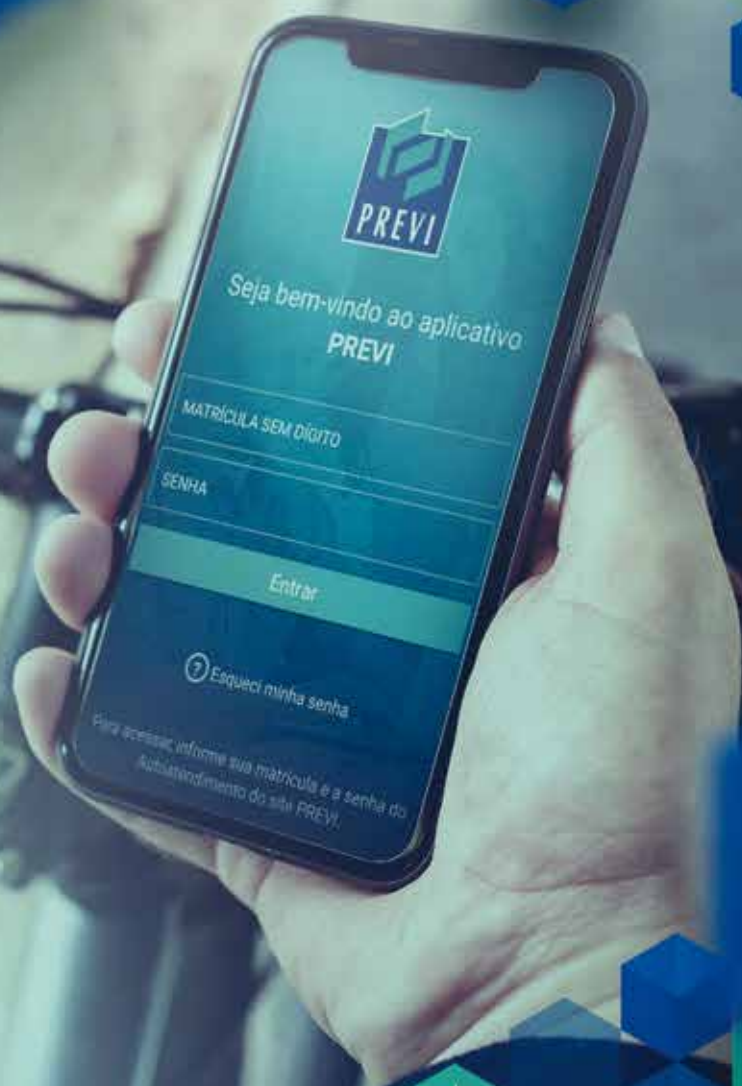 PREVI
Seja bem-vindo ao aplicativo
PREVI
MATRÍCULA SEM DÍGITO
SENHA
Entrar
? Esqueci minha senha
Para acessar, informe sua matrícula e a senha do
Autoatendimento do site PREVI.